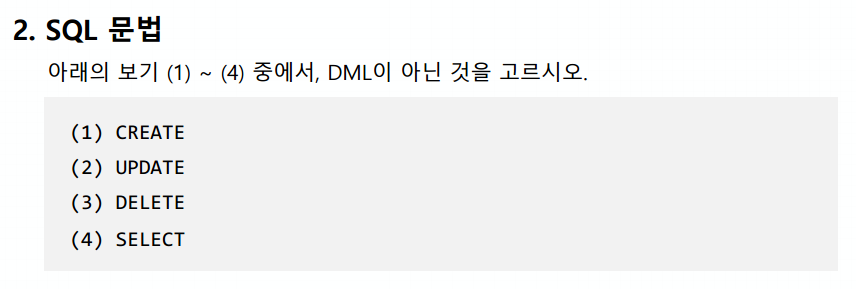 2. SQL 문법
아래의 보기 (1) ~ (4) 중에서, DML이 아닌 것을 고르시오.
(1) CREATE
(2) UPDATE
(3) DELETE
(4) SELECT